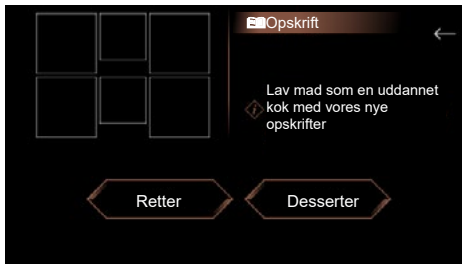 Opskrift
Lav mad som en uddannet
kok med vores nye
opskrifter
Retter
Desserter